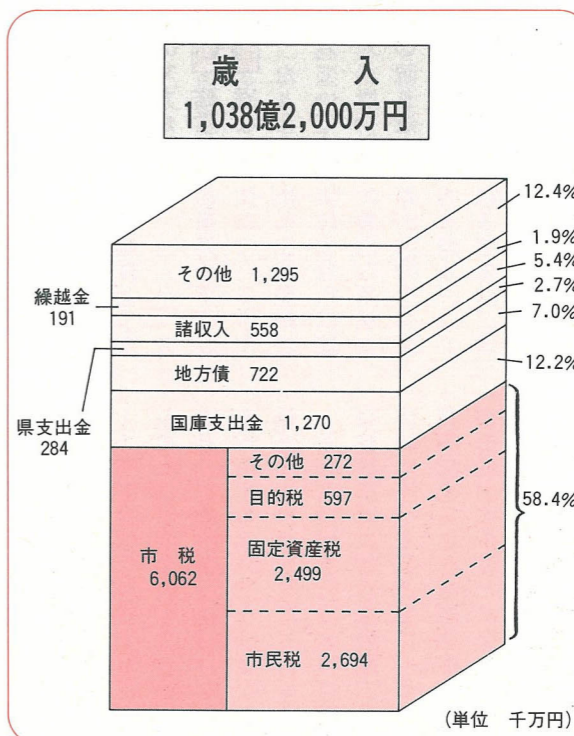 歳　入
1,038億2,000万円
12.4%
その他　1,295
1.9%
繰越金
191
5.4%
諸収入　558
2.7%
県支出金
284
7.0%
地方債　722
12.2%
国庫支出金　1,270
58.4%
市　税
6,062
その他　272
目的税　597
固定資産税
2,499
市民税　2,694
(単位　千万円)